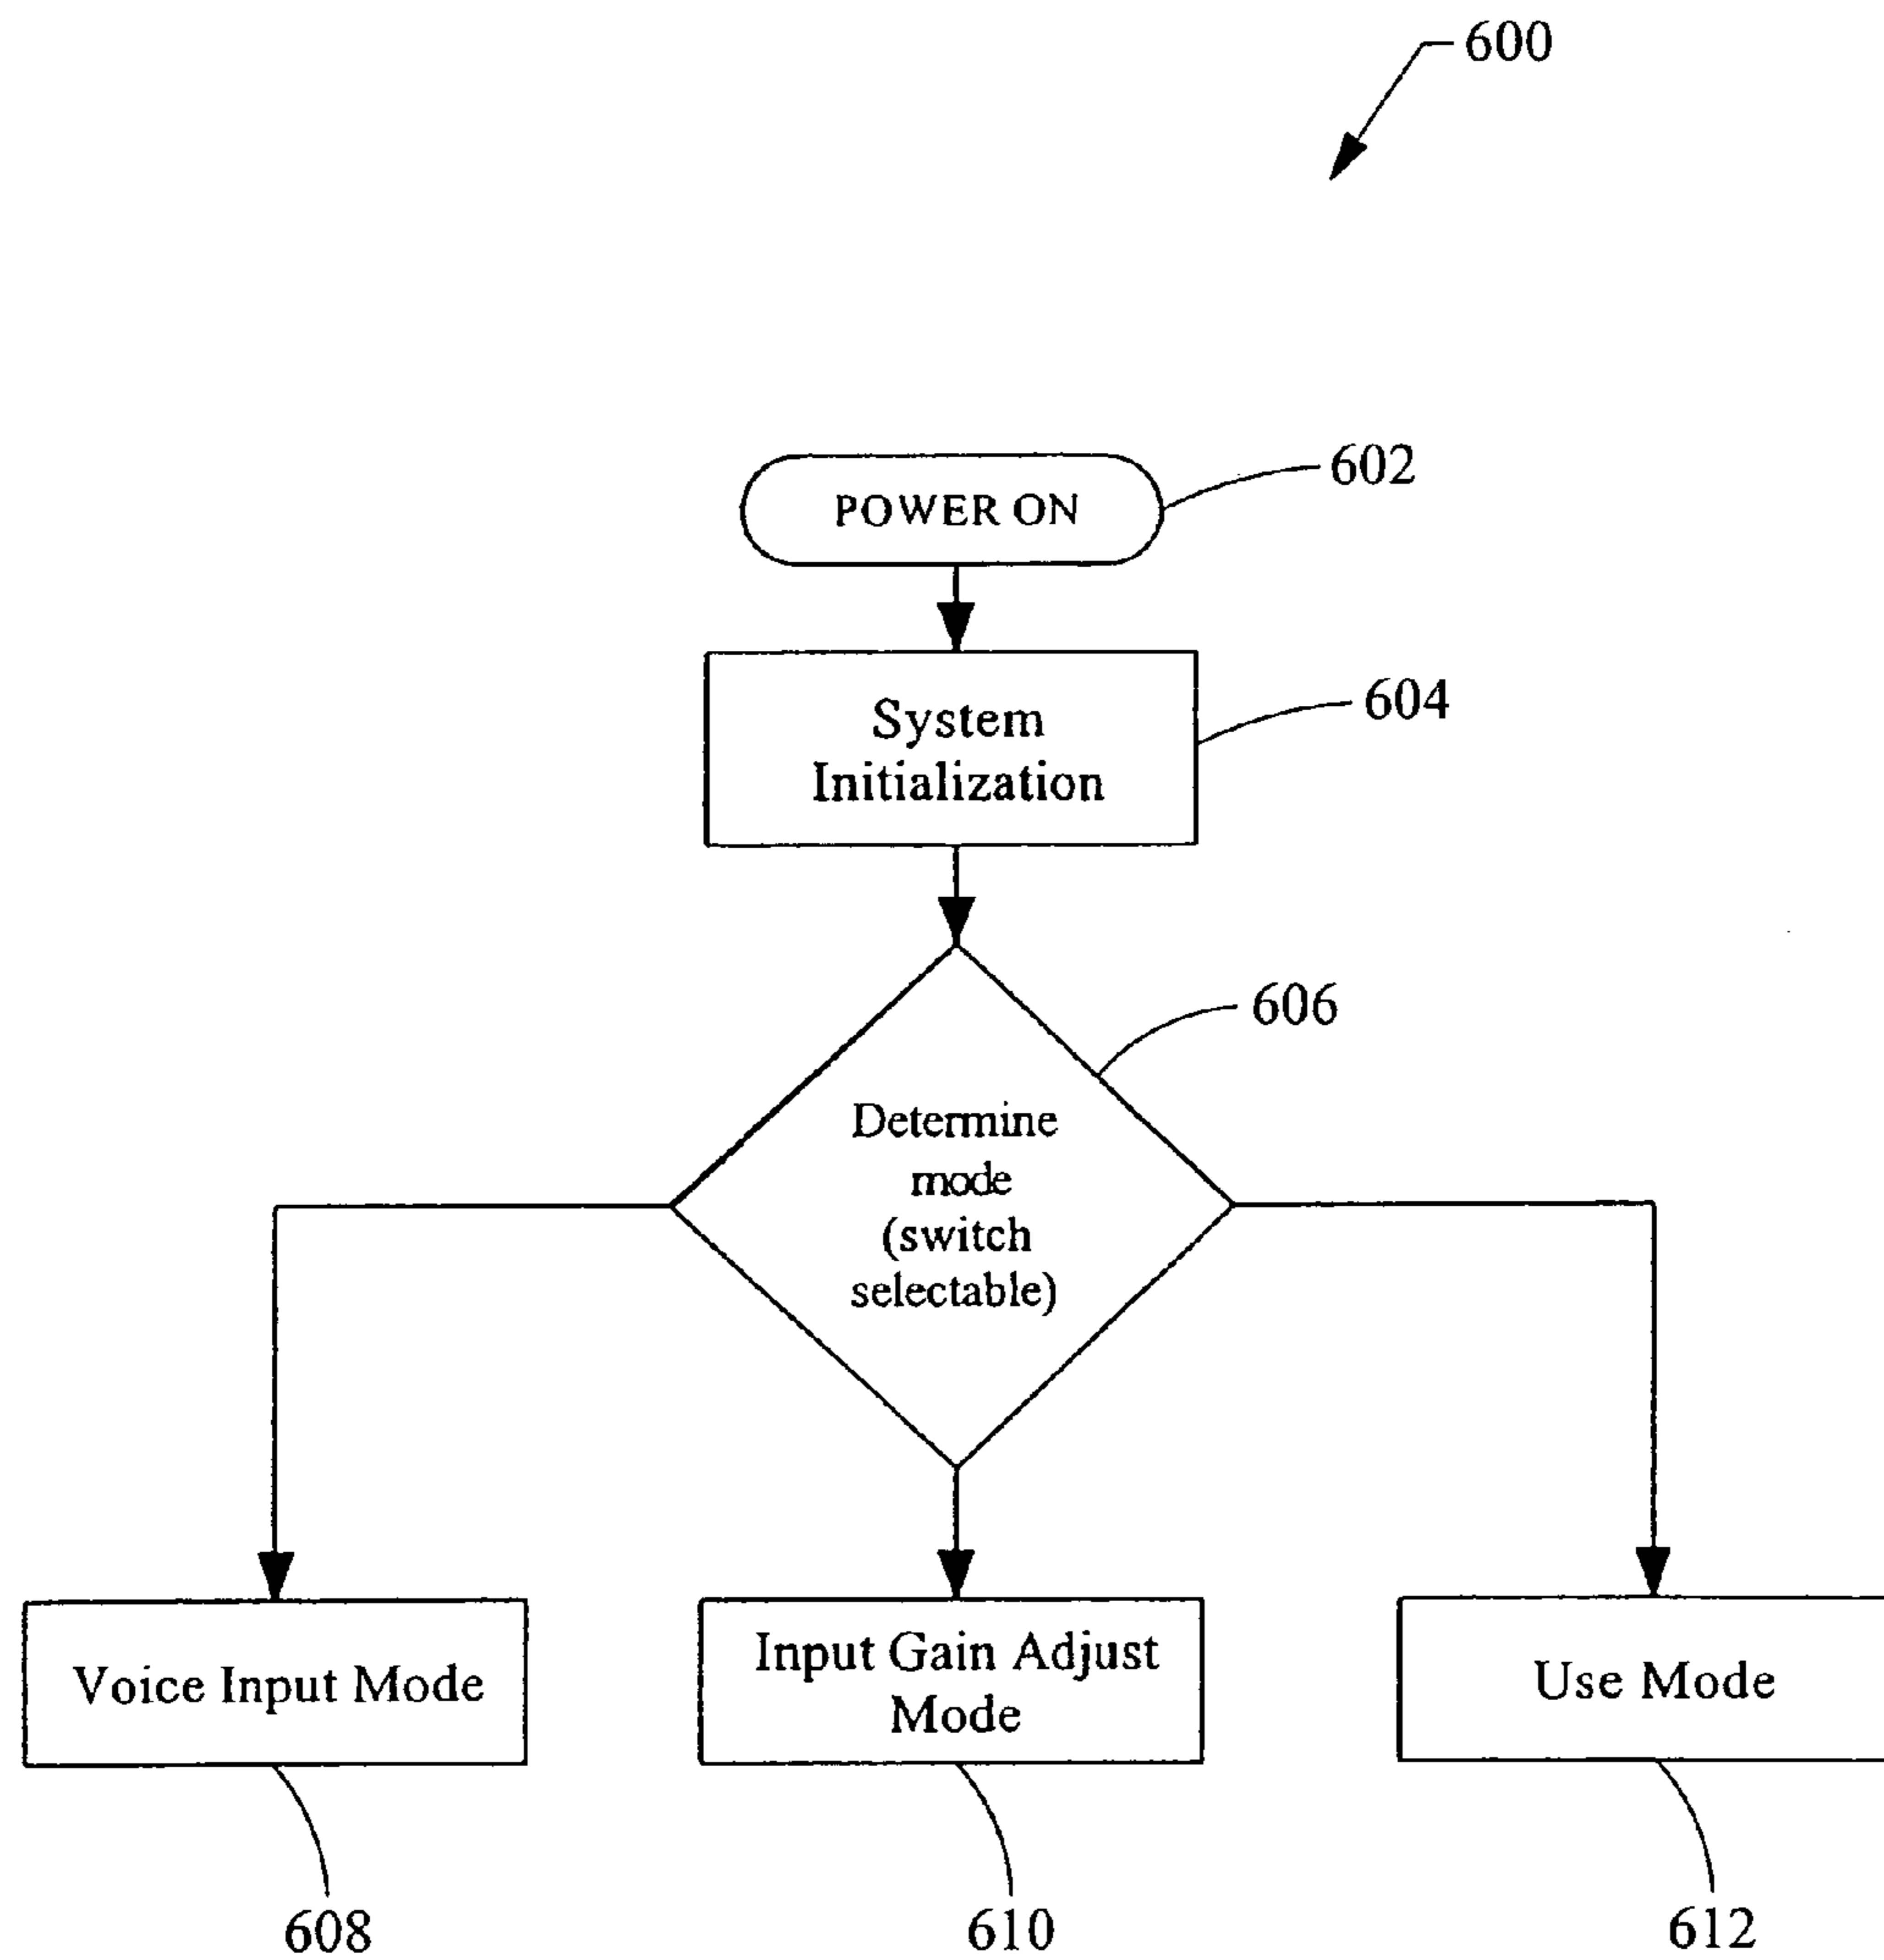 600
POWER ON
602
System
Initialization
604
606
Determine
mode
(switch
selectable)
Voice Input Mode
Input Gain Adjust
Mode
Use Mode
608
610
612